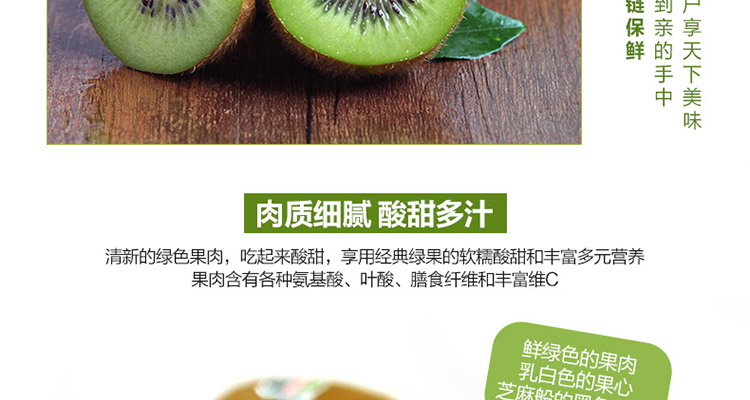 户享天下美味
到亲的手中
链保鲜
肉质细腻 酸甜多汁
清新的绿色果肉，吃起来酸甜，享用经典绿果的软糯酸甜和丰富多元营养
果肉含有各种氨基酸、叶酸、膳食纤维和丰富维C
鲜绿色的果肉
乳白色的果心
芝麻般的黑色